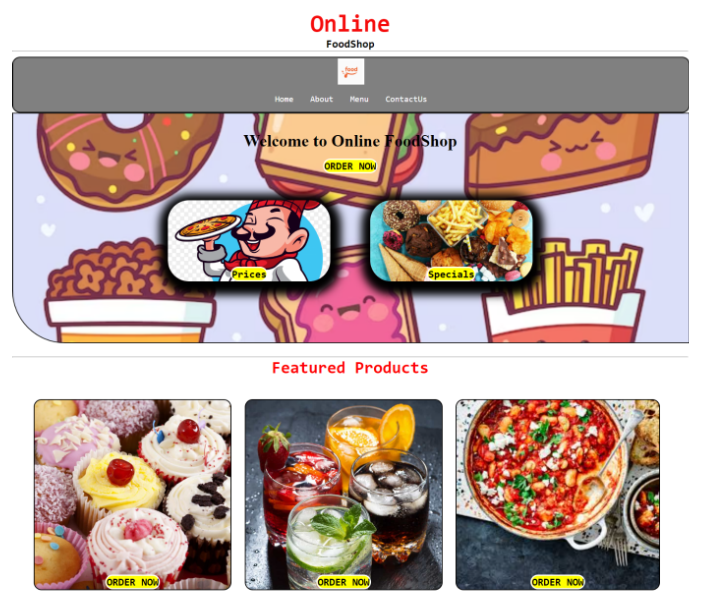 Online
FoodShop
food
Home About Menu ContactUs
Welcome to Online FoodShop
ORDER NOW
Prices Specials
Featured Products
ORDER NOW ORDER NOW ORDER NOW